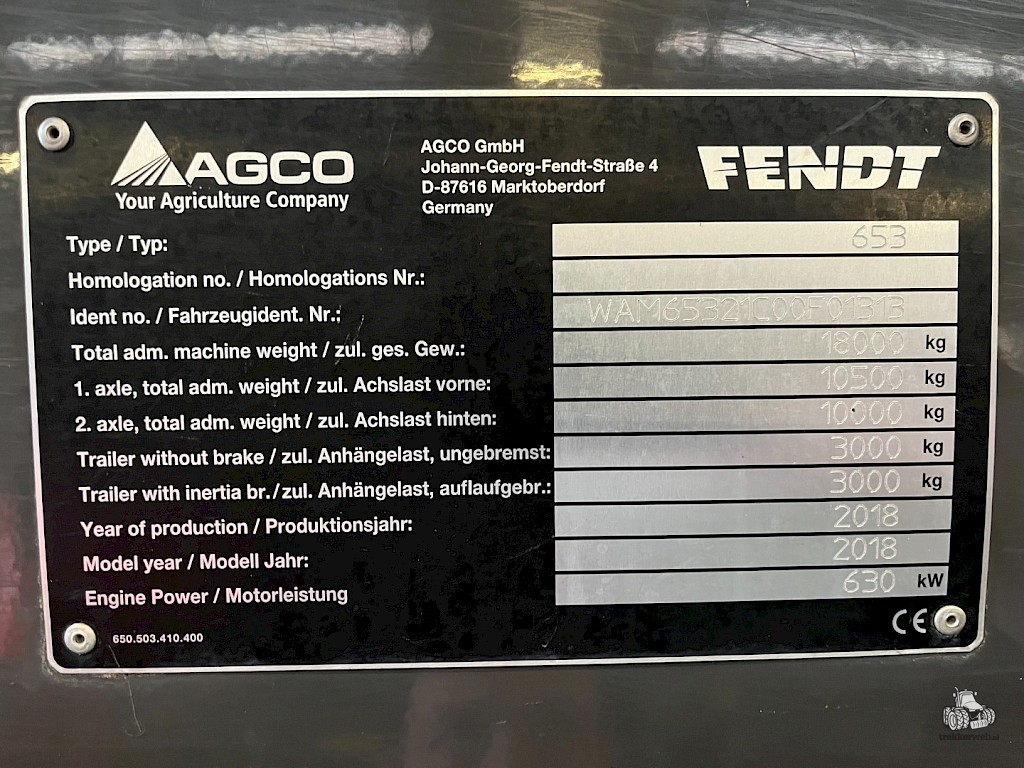 AGCO
Your Agriculture Company
AGCO GmbH
Johann-Georg-Fendt-Straße 4
D-87616 Marktoberdorf
Germany
FENDT
Type / Typ: 653
Homologation no. / Homologations Nr.:
Ident no. / Fahrzeugident. Nr.: WAM65321C00F01313
Total adm. machine weight / zul. ges. Gew.: 18000 kg
1. axle, total adm. weight / zul. Achslast vorne: 10500 kg
2. axle, total adm. weight / zul. Achslast hinten: 10000 kg
Trailer without brake / zul. Anhängelast, ungebremst: 3000 kg
Trailer with inertia br./zul. Anhängelast, auflaufgebr.: 3000 kg
Year of production / Produktionsjahr: 2018
Model year / Modell Jahr: 2018
Engine Power / Motorleistung 630 kW
650.503.410.400
CE